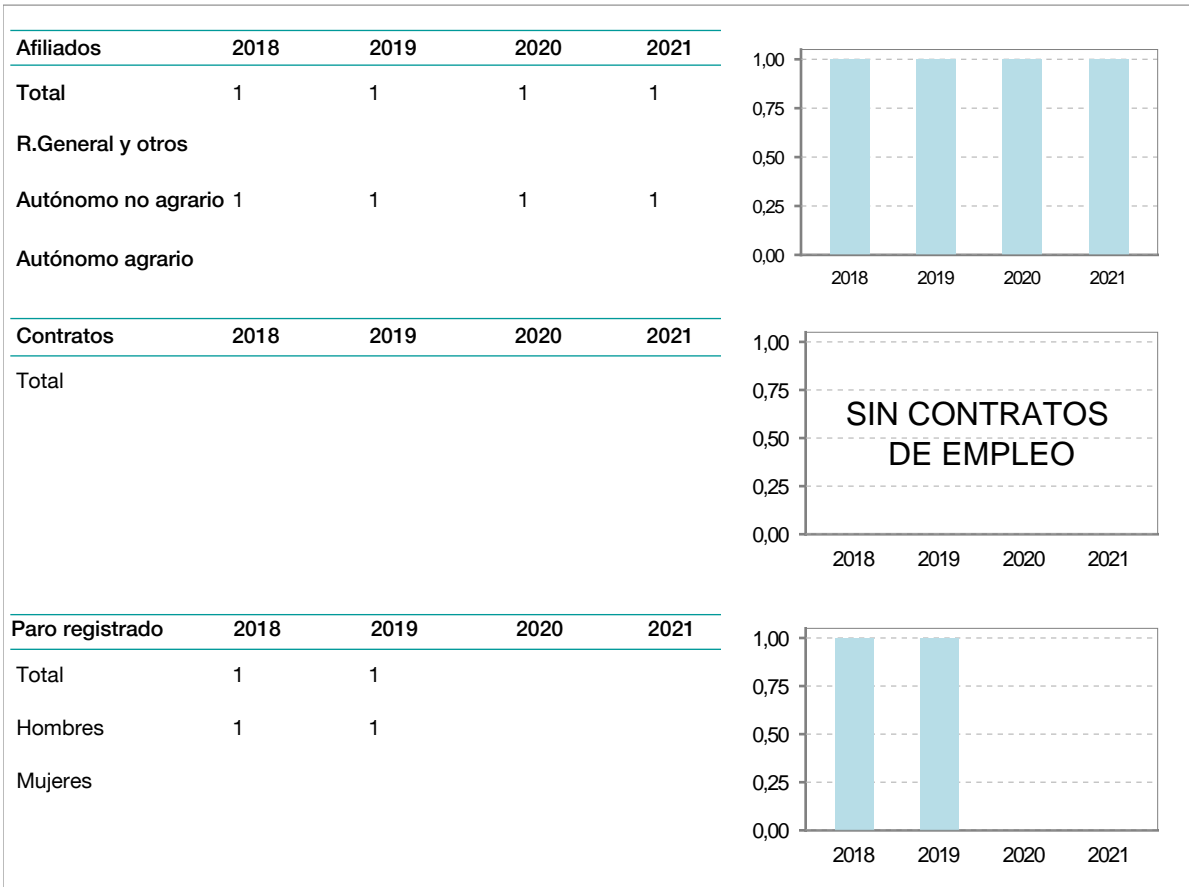 Afiliados 2018 2019 2020 2021
Total 1 1 1 1
R.General y otros
Autónomo no agrario 1 1 1 1
Autónomo agrario
1,00
0,75
0,50
0,25
0,00
2018 2019 2020 2021
Contratos 2018 2019 2020 2021
Total
1,00
0,75
0,50
0,25
0,00
SIN CONTRATOS
DE EMPLEO
2018 2019 2020 2021
Paro registrado 2018 2019 2020 2021
Total 1 1
Hombres 1 1
Mujeres
1,00
0,75
0,50
0,25
0,00
2018 2019 2020 2021